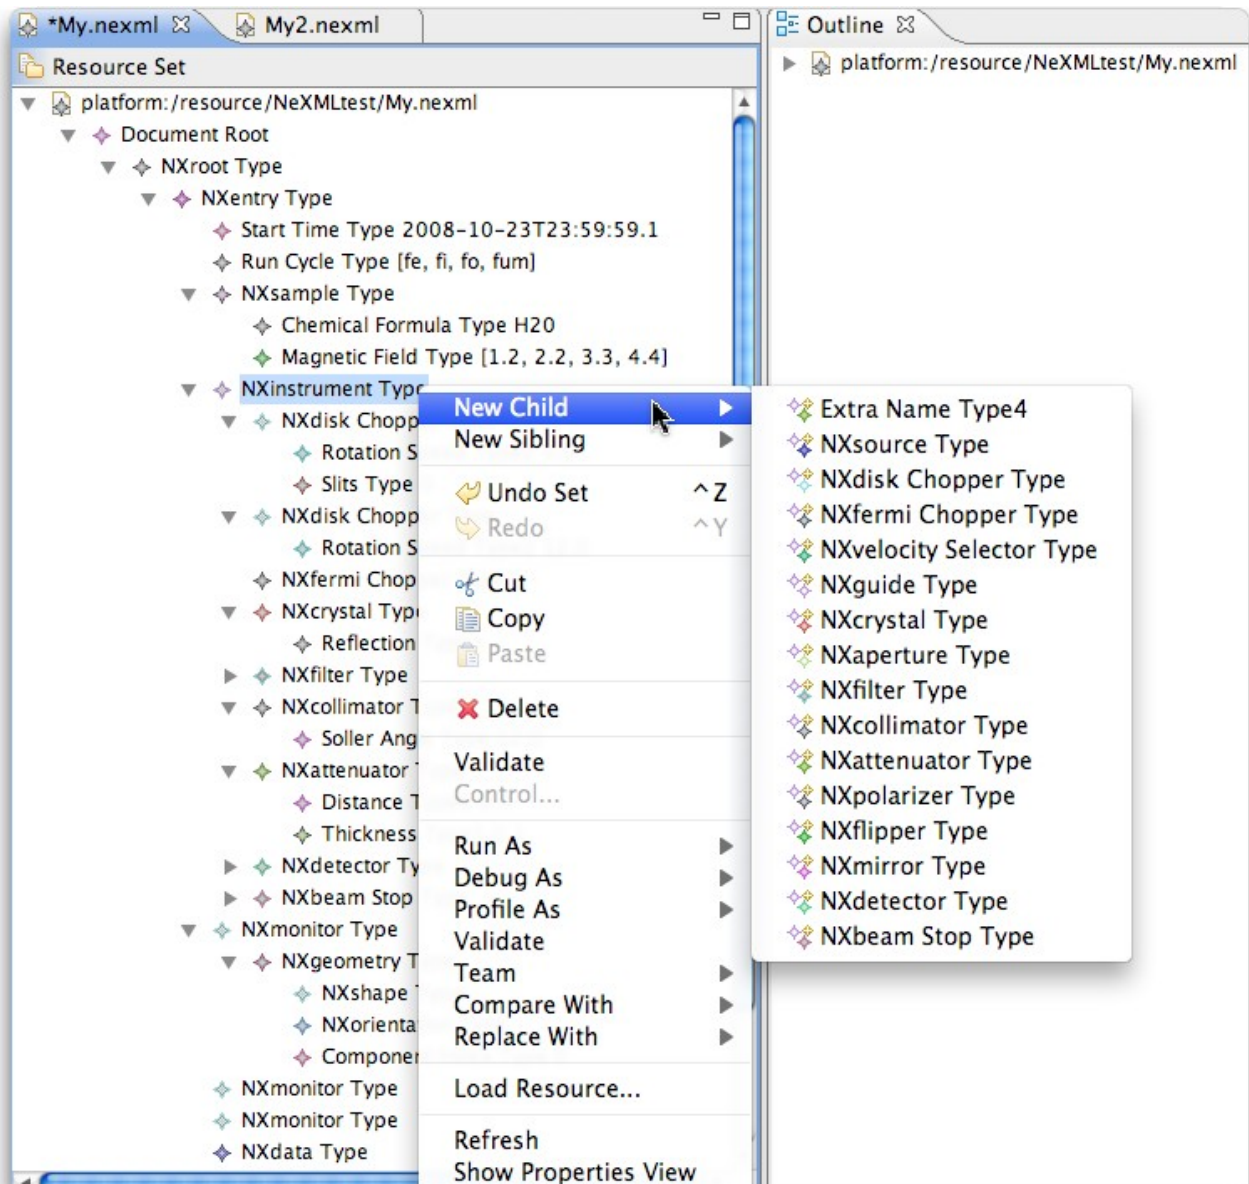 *My.nexml
My2.nexml
Resource Set
platform:/resource/NeXMLtest/My.nexml
Document Root
NXroot Type
NXentry Type
Start Time Type 2008-10-23T23:59:59.1
Run Cycle Type [fe, fi, fo, fum]
NXsample Type
Chemical Formula Type H20
Magnetic Field Type [1.2, 2.2, 3.3, 4.4]
NXinstrument Type
NXdisk Chopp
Rotation S
Slits Type
NXdisk Chopp
Rotation S
NXfermi Chop
NXcrystal Type
Reflection
NXfilter Type
NXcollimator T
Soller Ang
NXattenuator
Distance T
Thickness
NXdetector Ty
NXbeam Stop
NXmonitor Type
NXgeometry T
NXshape
NXorienta
Componer
NXmonitor Type
NXmonitor Type
NXdata Type
New Child
New Sibling
Undo Set ^Z
Redo ^Y
Cut
Copy
Paste
Delete
Validate
Control...
Run As
Debug As
Profile As
Validate
Team
Compare With
Replace With
Load Resource...
Refresh
Show Properties View
Extra Name Type4
NXsource Type
NXdisk Chopper Type
NXfermi Chopper Type
NXvelocity Selector Type
NXguide Type
NXcrystal Type
NXaperture Type
NXfilter Type
NXcollimator Type
NXattenuator Type
NXpolarizer Type
NXflipper Type
NXmirror Type
NXdetector Type
NXbeam Stop Type
Outline
platform:/resource/NeXMLtest/My.nexml